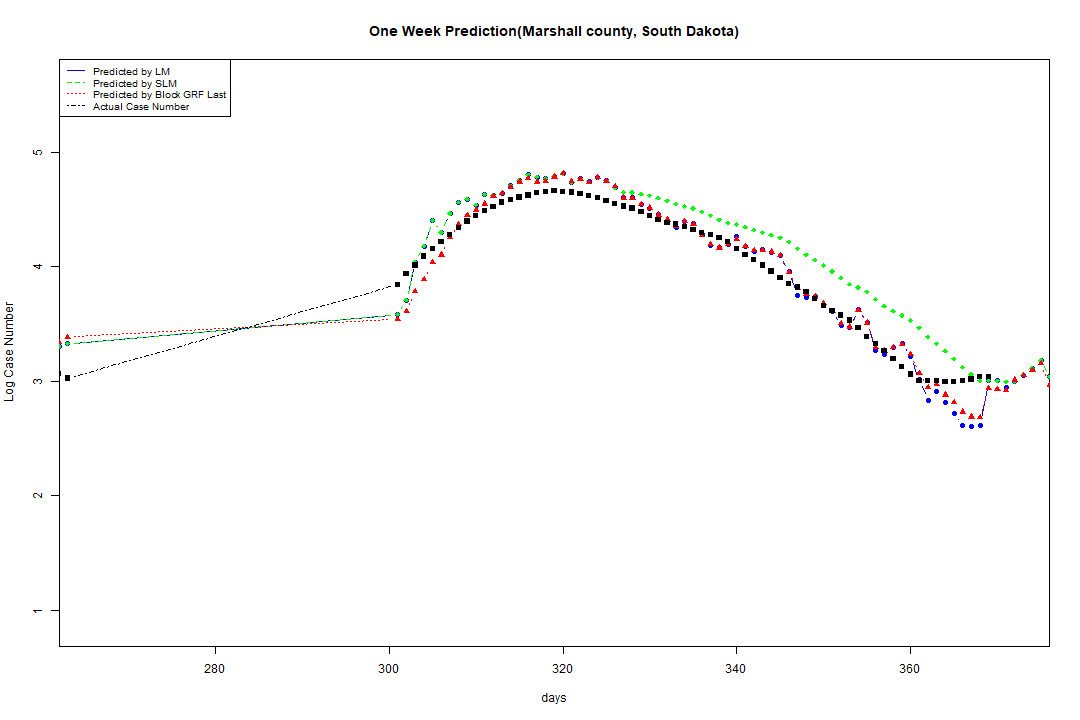 One Week Prediction(Marshall county, South Dakota)
Predicted by LM
Predicted by SLM
Predicted by Block GRF Last
Actual Case Number
5
4
3
2
1
Log Case Number
280 300 320 340 360
days